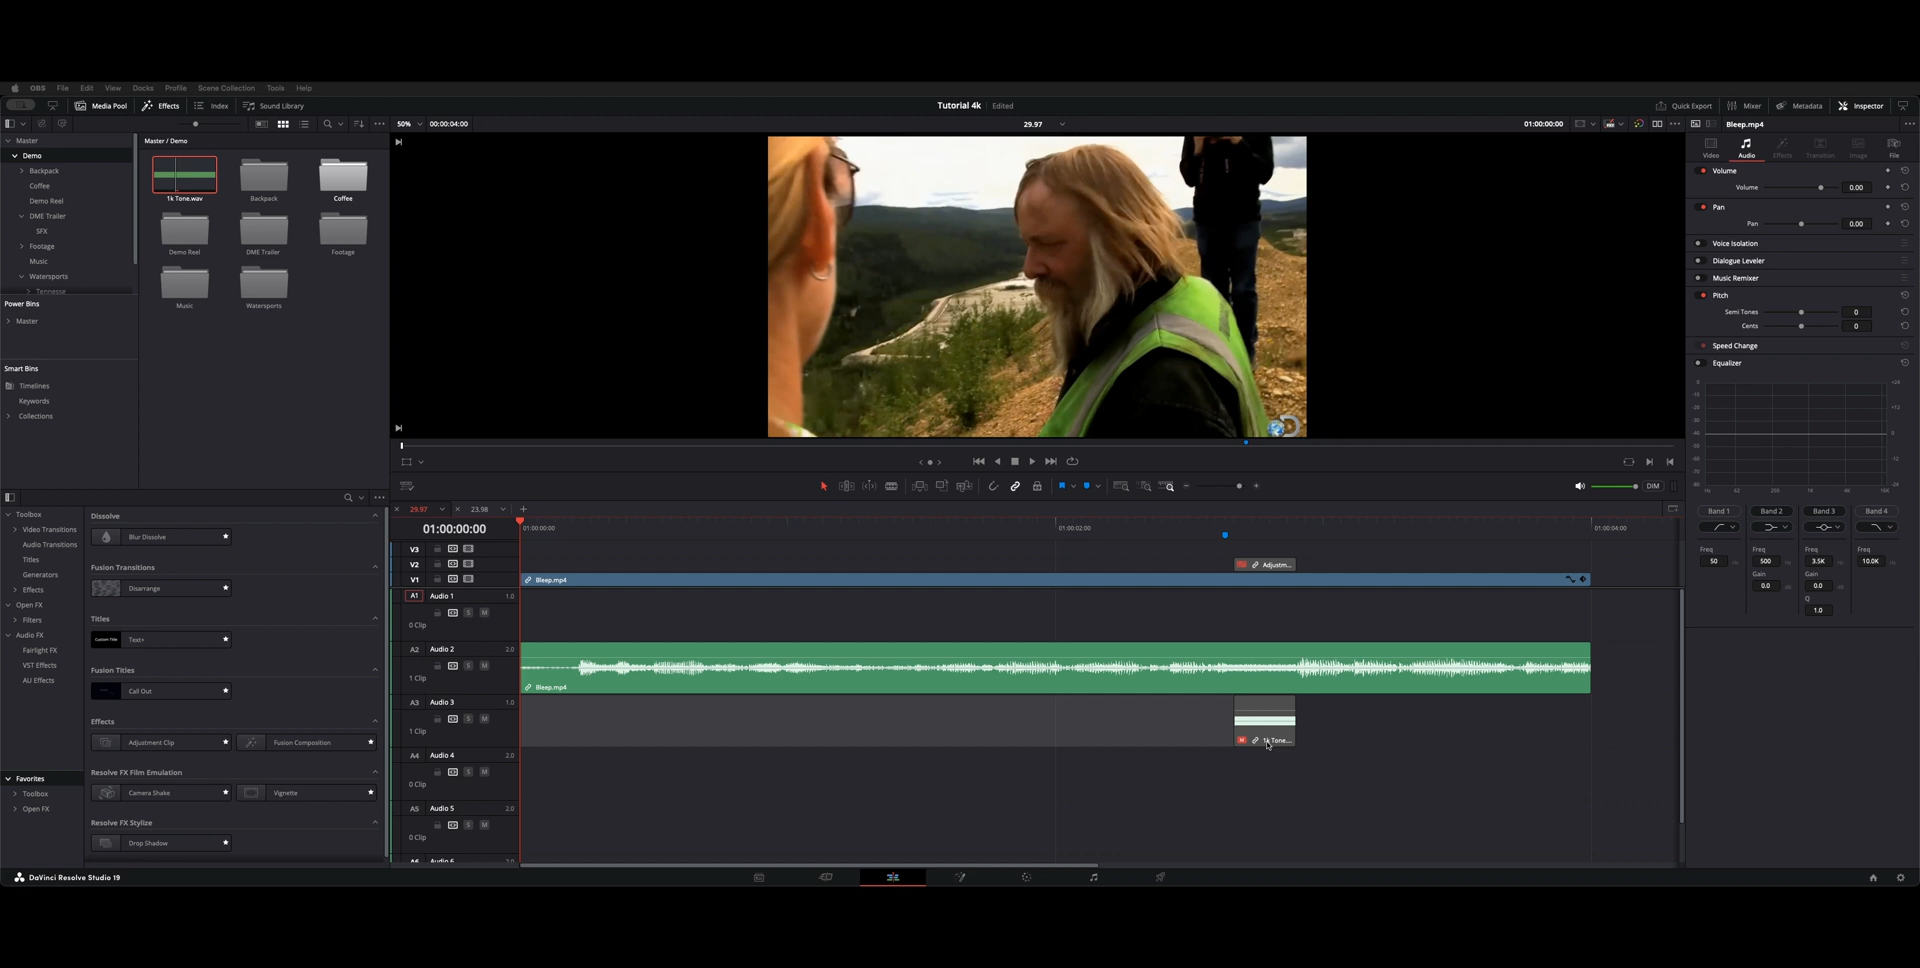 OBS File Edit View Docks Profile Scene Collection Tools Help
Media Pool Effects Index Sound Library Tutorial 4k Edited Quick Export Mixer Metadata Inspector
50% 00:00:04:00 29.97 01:00:00:00 Bleep.mp4
Master Master / Demo
Demo
Backpack
Coffee
Demo Reel
DME Trailer
SFX
Footage
Music
Watersports
Tennesse
1k Tone.wav Backpack Coffee
Demo Reel DME Trailer Footage
Music Watersports
Power Bins
Master
Smart Bins
Timelines
Keywords
Collections
Video Audio Effects Transition Image File
Volume
Volume 0.00
Pan
Pan 0.00
Voice Isolation
Dialogue Leveler
Music Remixer
Pitch
Semi Tones 0
Cents 0
Speed Change
Equalizer
Band 1 Band 2 Band 3 Band 4
Freq Freq Freq Freq
50 500 3.5K 10.0K
Gain Gain
0.0 0.0
Q
1.0
DIM
29.97 23.98
01:00:00:00 01:00:00:00 01:00:02:00 01:00:04:00
V3
V2 Adjustm...
V1 Bleep.mp4
A1 Audio 1 1.0
S M
0 Clip
A2 Audio 2 2.0
S M
1 Clip
Bleep.mp4
A3 Audio 3 1.0
S M
1 Clip
M 1k Tone...
A4 Audio 4 2.0
S M
0 Clip
A5 Audio 5 2.0
S M
0 Clip
Toolbox
Video Transitions
Audio Transitions
Titles
Generators
Effects
Open FX
Filters
Audio FX
Fairlight FX
VST Effects
AU Effects
Favorites
Toolbox
Open FX
Dissolve
Blur Dissolve
Fusion Transitions
Disarrange
Titles
Custom Title Text+
Fusion Titles
Call Out
Effects
Adjustment Clip Fusion Composition
Resolve FX Film Emulation
Camera Shake Vignette
Resolve FX Stylize
Drop Shadow
DaVinci Resolve Studio 19